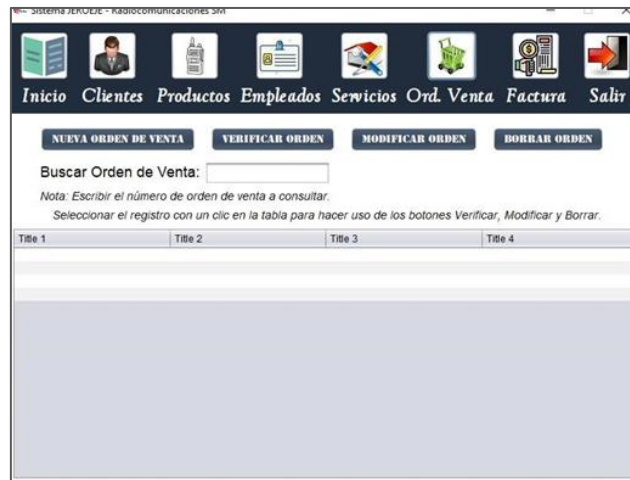 Sistema JEROEJE - Radiocomunicaciones SM
Inicio Clientes Productos Empleados Servicios Ord. Venta Factura Salir
NUEVA ORDEN DE VENTA VERIFICAR ORDEN MODIFICAR ORDEN BORRAR ORDEN
Buscar Orden de Venta:
Nota: Escribir el número de orden de venta a consultar.
Seleccionar el registro con un clic en la tabla para hacer uso de los botones Verificar, Modificar y Borrar.
Title 1 Title 2 Title 3 Title 4